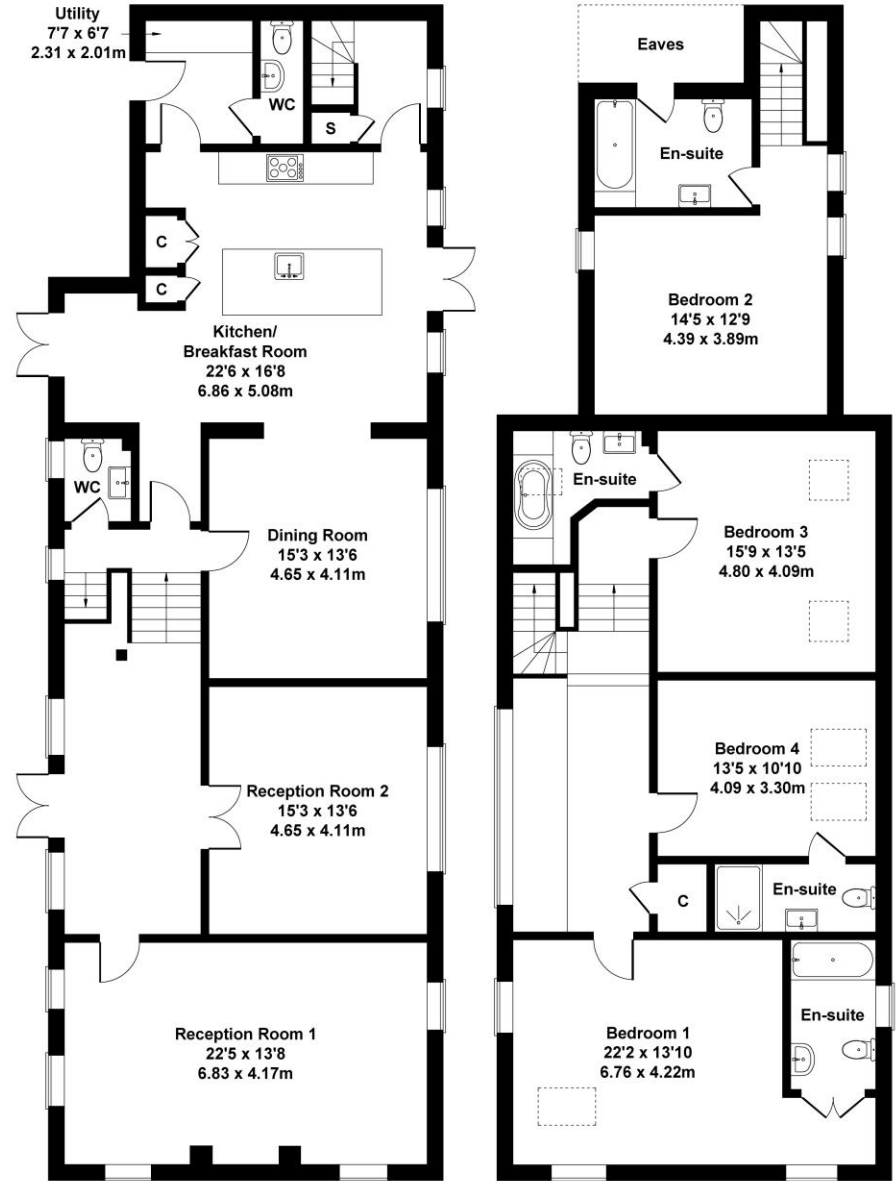 Utility
7'7 x 6'7
2.31 x 2.01m
WC
S
C
C
Kitchen/
Breakfast Room
22'6 x 16'8
6.86 x 5.08m
WC
Dining Room
15'3 x 13'6
4.65 x 4.11m
Reception Room 2
15'3 x 13'6
4.65 x 4.11m
Reception Room 1
22'5 x 13'8
6.83 x 4.17m
Eaves
En-suite
Bedroom 2
14'5 x 12'9
4.39 x 3.89m
En-suite
Bedroom 3
15'9 x 13'5
4.80 x 4.09m
Bedroom 4
13'5 x 10'10
4.09 x 3.30m
C
En-suite
En-suite
Bedroom 1
22'2 x 13'10
6.76 x 4.22m